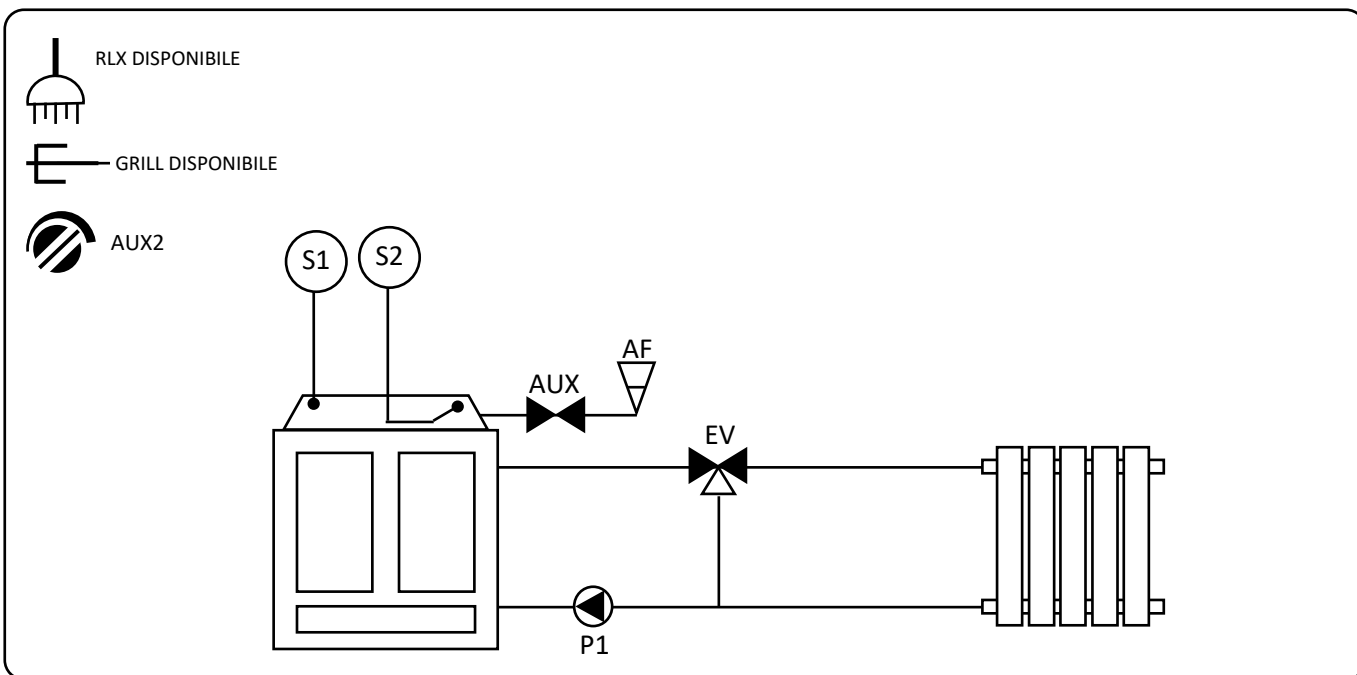 RLX DISPONIBILE
GRILL DISPONIBILE
AUX2
S1
S2
AF
AUX
EV
P1